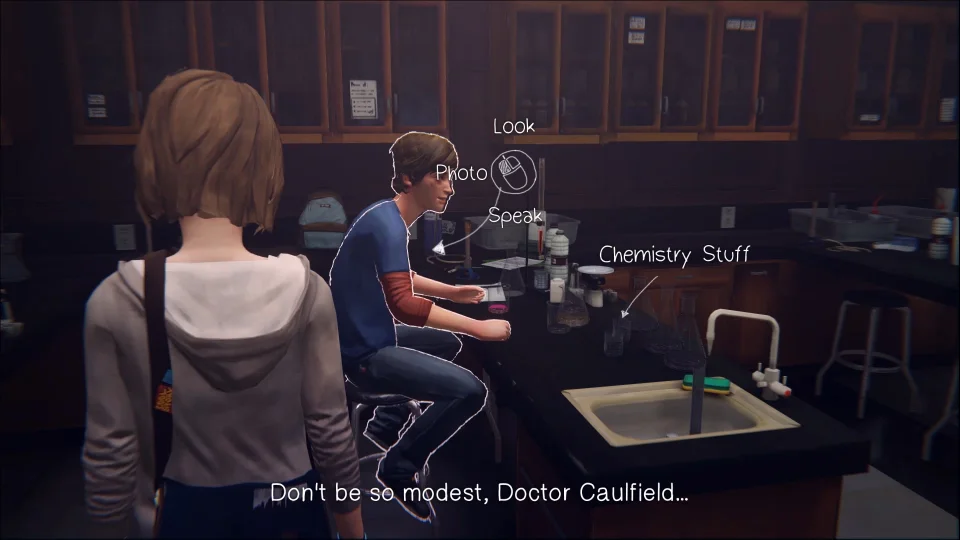 Look
Photo
Speak
Chemistry Stuff
Don't be so modest, Doctor Caulfield...